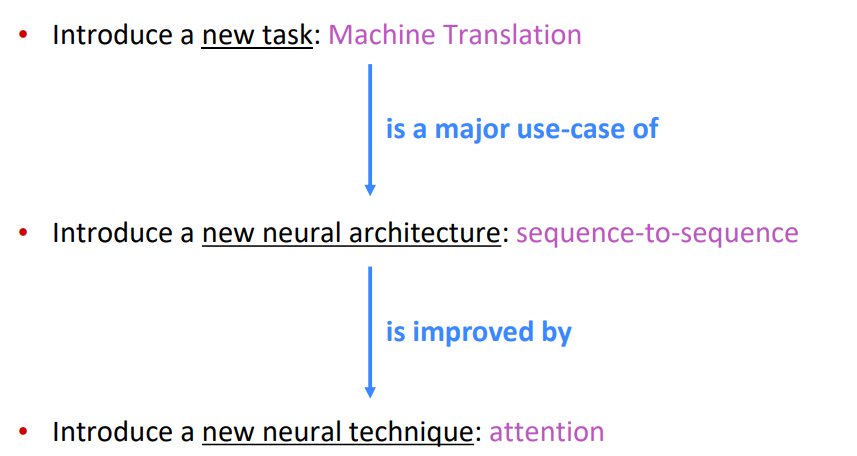 • Introduce a new task: Machine Translation
is a major use-case of
• Introduce a new neural architecture: sequence-to-sequence
is improved by
• Introduce a new neural technique: attention